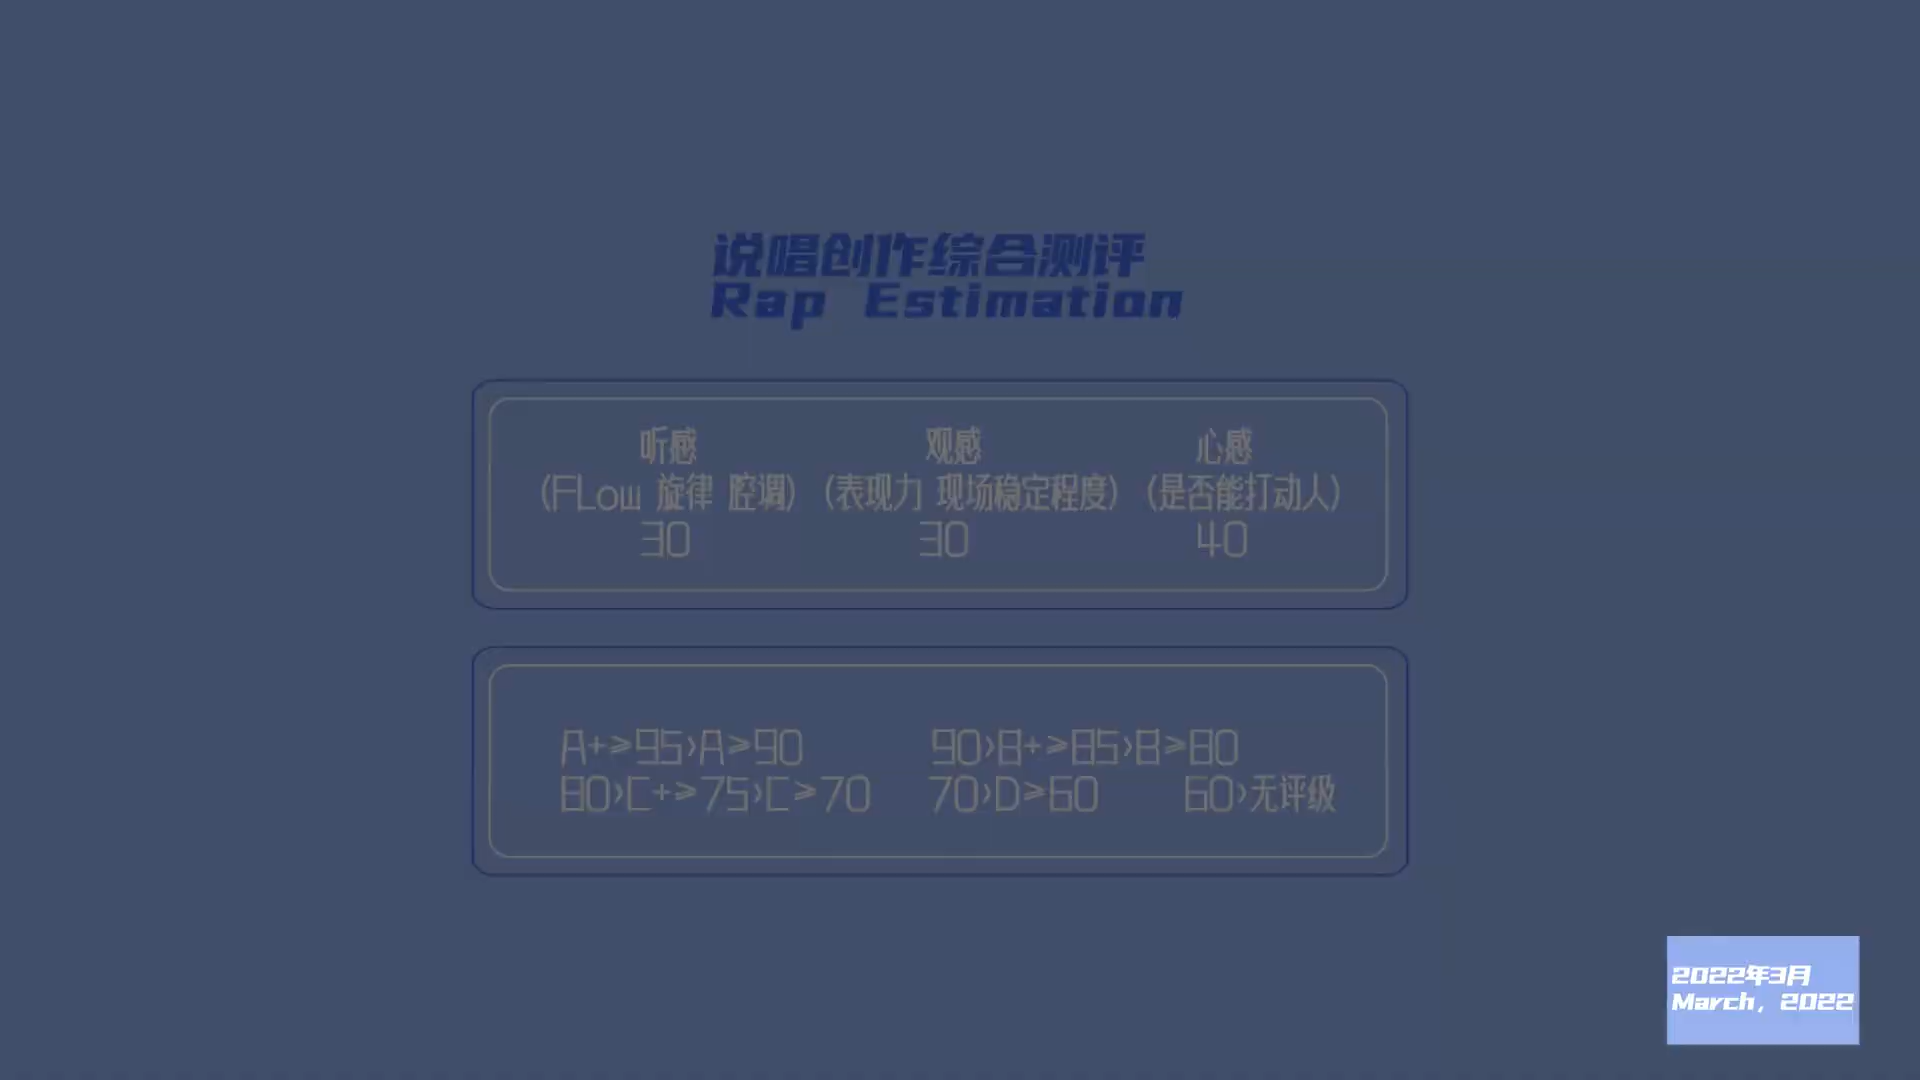 说唱创作综合测评
Rap Estimation
听感 观感 心感
(FLow 旋律 腔调) (表现力 现场稳定程度) (是否能打动人)
30 30 40
A+≥95>A≥90 90>B+≥85>B≥80
80>C+≥75>C≥70 70>D≥60 60>无评级
2022年3月
March, 2022